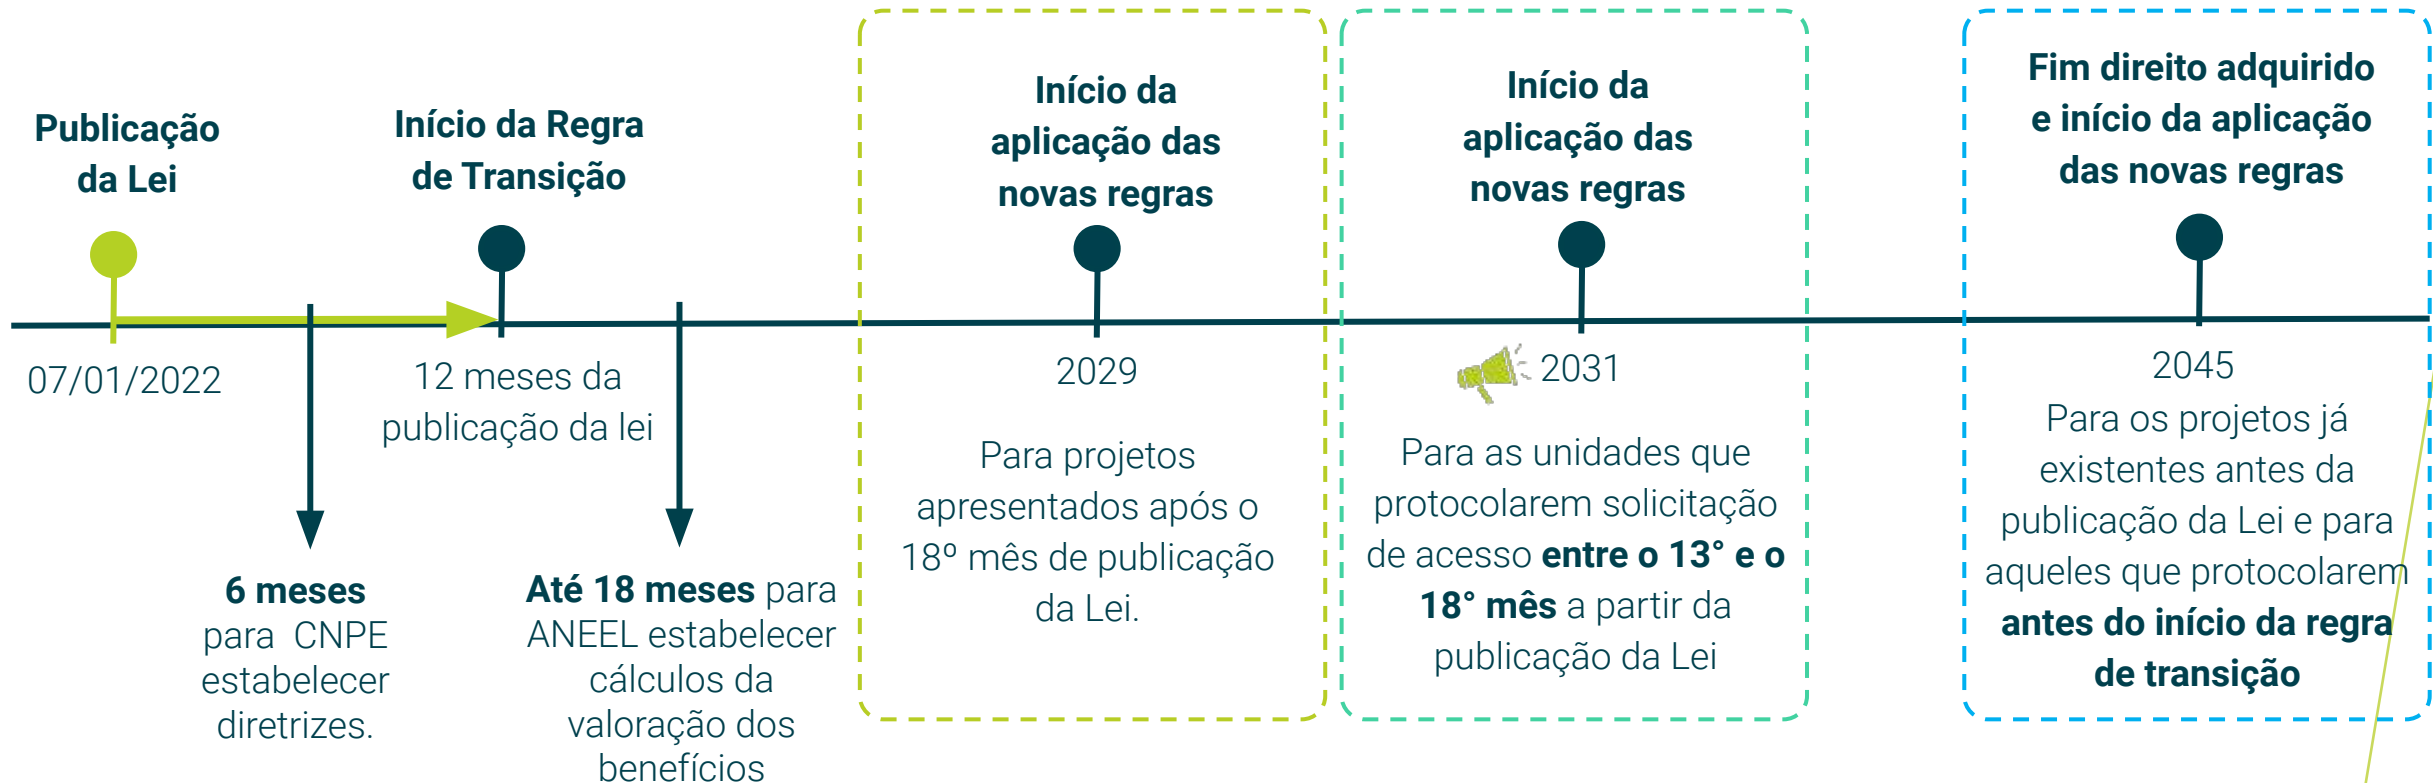 Publicação
da Lei
07/01/2022
6 meses
para CNPE
estabelecer
diretrizes.
Início da Regra
de Transição
12 meses da
publicação da lei
Até 18 meses para
ANEEL estabelecer
cálculos da
valoração dos
benefícios
Início da
aplicação das
novas regras
2029
Para projetos
apresentados após o
18º mês de publicação
da Lei.
Início da
aplicação das
novas regras
2031
Para as unidades que
protocolarem solicitação
de acesso entre o 13° e o
18° mês a partir da
publicação da Lei
Fim direito adquirido
e início da aplicação
das novas regras
2045
Para os projetos já
existentes antes da
publicação da Lei e para
aqueles que protocolarem
antes do início da regra
de transição